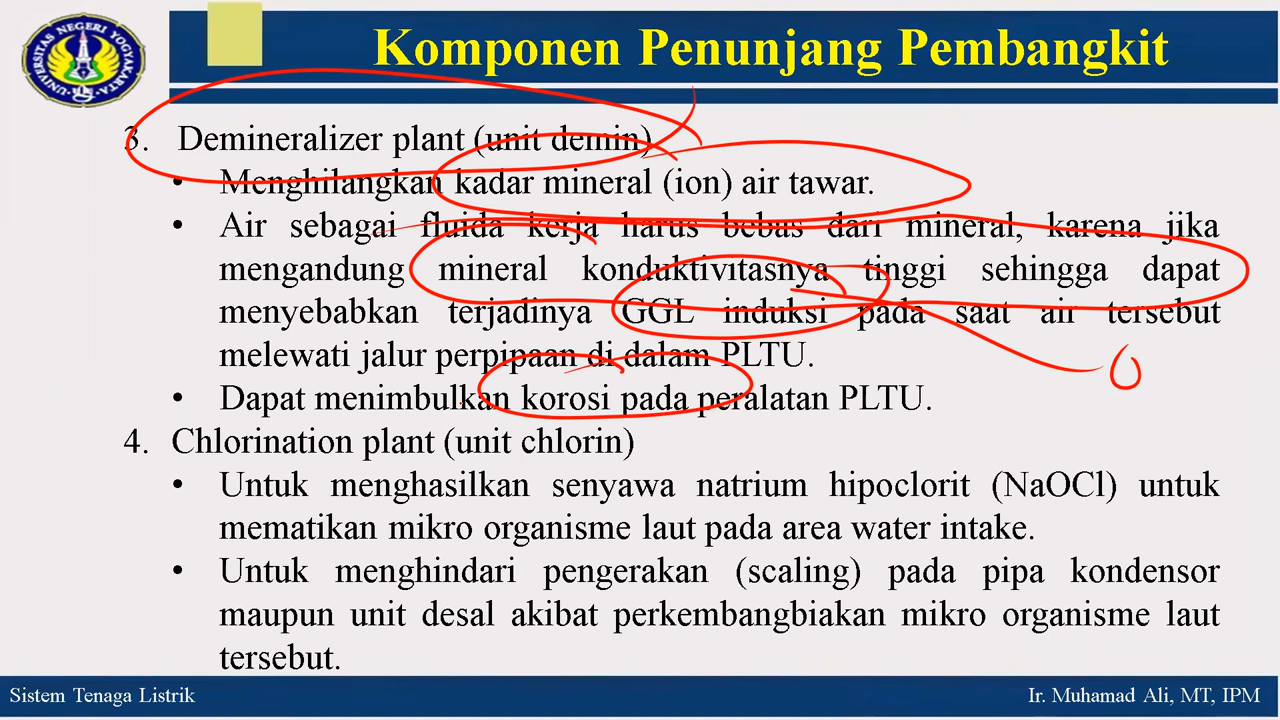 UNIVERSITAS NEGERI YOGYAKARTA
Komponen Penunjang Pembangkit
3. Demineralizer plant (unit demin)
• Menghilangkan kadar mineral (ion) air tawar.
• Air sebagai fluida kerja harus bebas dari mineral, karena jika
mengandung mineral konduktivitasnya tinggi sehingga dapat
menyebabkan terjadinya GGL induksi pada saat air tersebut
melewati jalur perpipaan di dalam PLTU.
• Dapat menimbulkan korosi pada peralatan PLTU.
4. Chlorination plant (unit chlorin)
• Untuk menghasilkan senyawa natrium hipoclorit (NaOCl) untuk
mematikan mikro organisme laut pada area water intake.
• Untuk menghindari pengerakan (scaling) pada pipa kondensor
maupun unit desal akibat perkembangbiakan mikro organisme laut
tersebut.
Sistem Tenaga Listrik
Ir. Muhamad Ali, MT, IPM